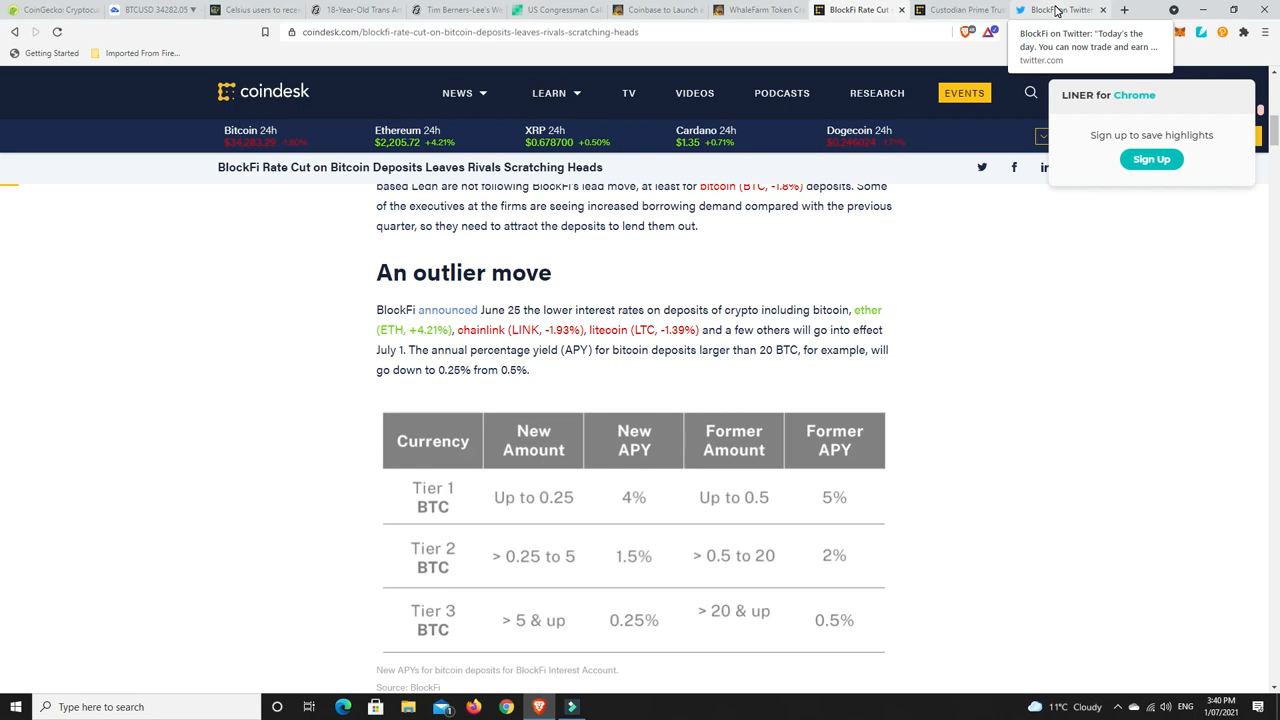 CoinGecko: Cryptocur
BTCUSD 34282.05 ▼
Celsius users to recei
18-Year-Old Trans Art
Tim Berners-Lee's We
US Congressman Call
Coinbase to Launch a
WhaleFarm Token Cr
BlockFi Rate Cut
Custodian Prime Trus
BlockFi on Twitter
coindesk.com/blockfi-rate-cut-on-bitcoin-deposits-leaves-rivals-scratching-heads
BlockFi on Twitter: "Today's the
day. You can now trade and earn ...
twitter.com
Getting Started
Imported From Fire...
coindesk
NEWS
LEARN
TV
VIDEOS
PODCASTS
RESEARCH
EVENTS
LINER for Chrome
Sign up to save highlights
Sign Up
Bitcoin 24h
$34,283.29 -1.80%
Ethereum 24h
$2,205.72 +4.21%
XRP 24h
$0.678700 +0.50%
Cardano 24h
$1.35 +0.71%
Dogecoin 24h
$0.246024
BlockFi Rate Cut on Bitcoin Deposits Leaves Rivals Scratching Heads
based Ledn are not following BlockFi's lead move, at least for bitcoin (BTC, -1.8%) deposits. Some
of the executives at the firms are seeing increased borrowing demand compared with the previous
quarter, so they need to attract the deposits to lend them out.
An outlier move
BlockFi announced June 25 the lower interest rates on deposits of crypto including bitcoin, ether
(ETH, +4.21%), chainlink (LINK, -1.93%), litecoin (LTC, -1.39%) and a few others will go into effect
July 1. The annual percentage yield (APY) for bitcoin deposits larger than 20 BTC, for example, will
go down to 0.25% from 0.5%.
Currency
New Amount
New APY
Former Amount
Former APY
Tier 1 BTC
Up to 0.25
4%
Up to 0.5
5%
Tier 2 BTC
> 0.25 to 5
1.5%
> 0.5 to 20
2%
Tier 3 BTC
> 5 & up
0.25%
> 20 & up
0.5%
New APYs for bitcoin deposits for BlockFi Interest Account.
Source: BlockFi
Type here to search
11°C Cloudy
ENG
3:40 PM
1/07/2021